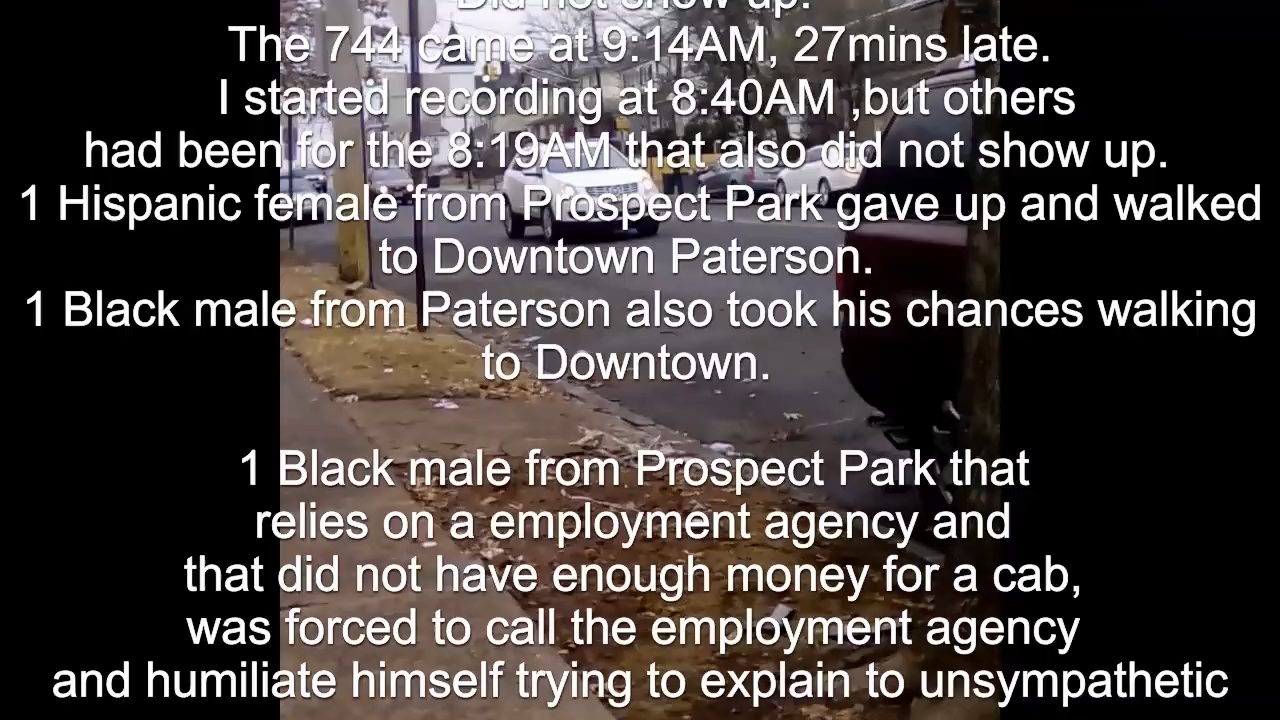 Did not show up.
The 744 came at 9:14AM, 27mins late.
I started recording at 8:40AM ,but others
had been for the 8:19AM that also did not show up.
1 Hispanic female from Prospect Park gave up and walked
to Downtown Paterson.
1 Black male from Paterson also took his chances walking
to Downtown.
1 Black male from Prospect Park that
relies on a employment agency and
that did not have enough money for a cab,
was forced to call the employment agency
and humiliate himself trying to explain to unsympathetic